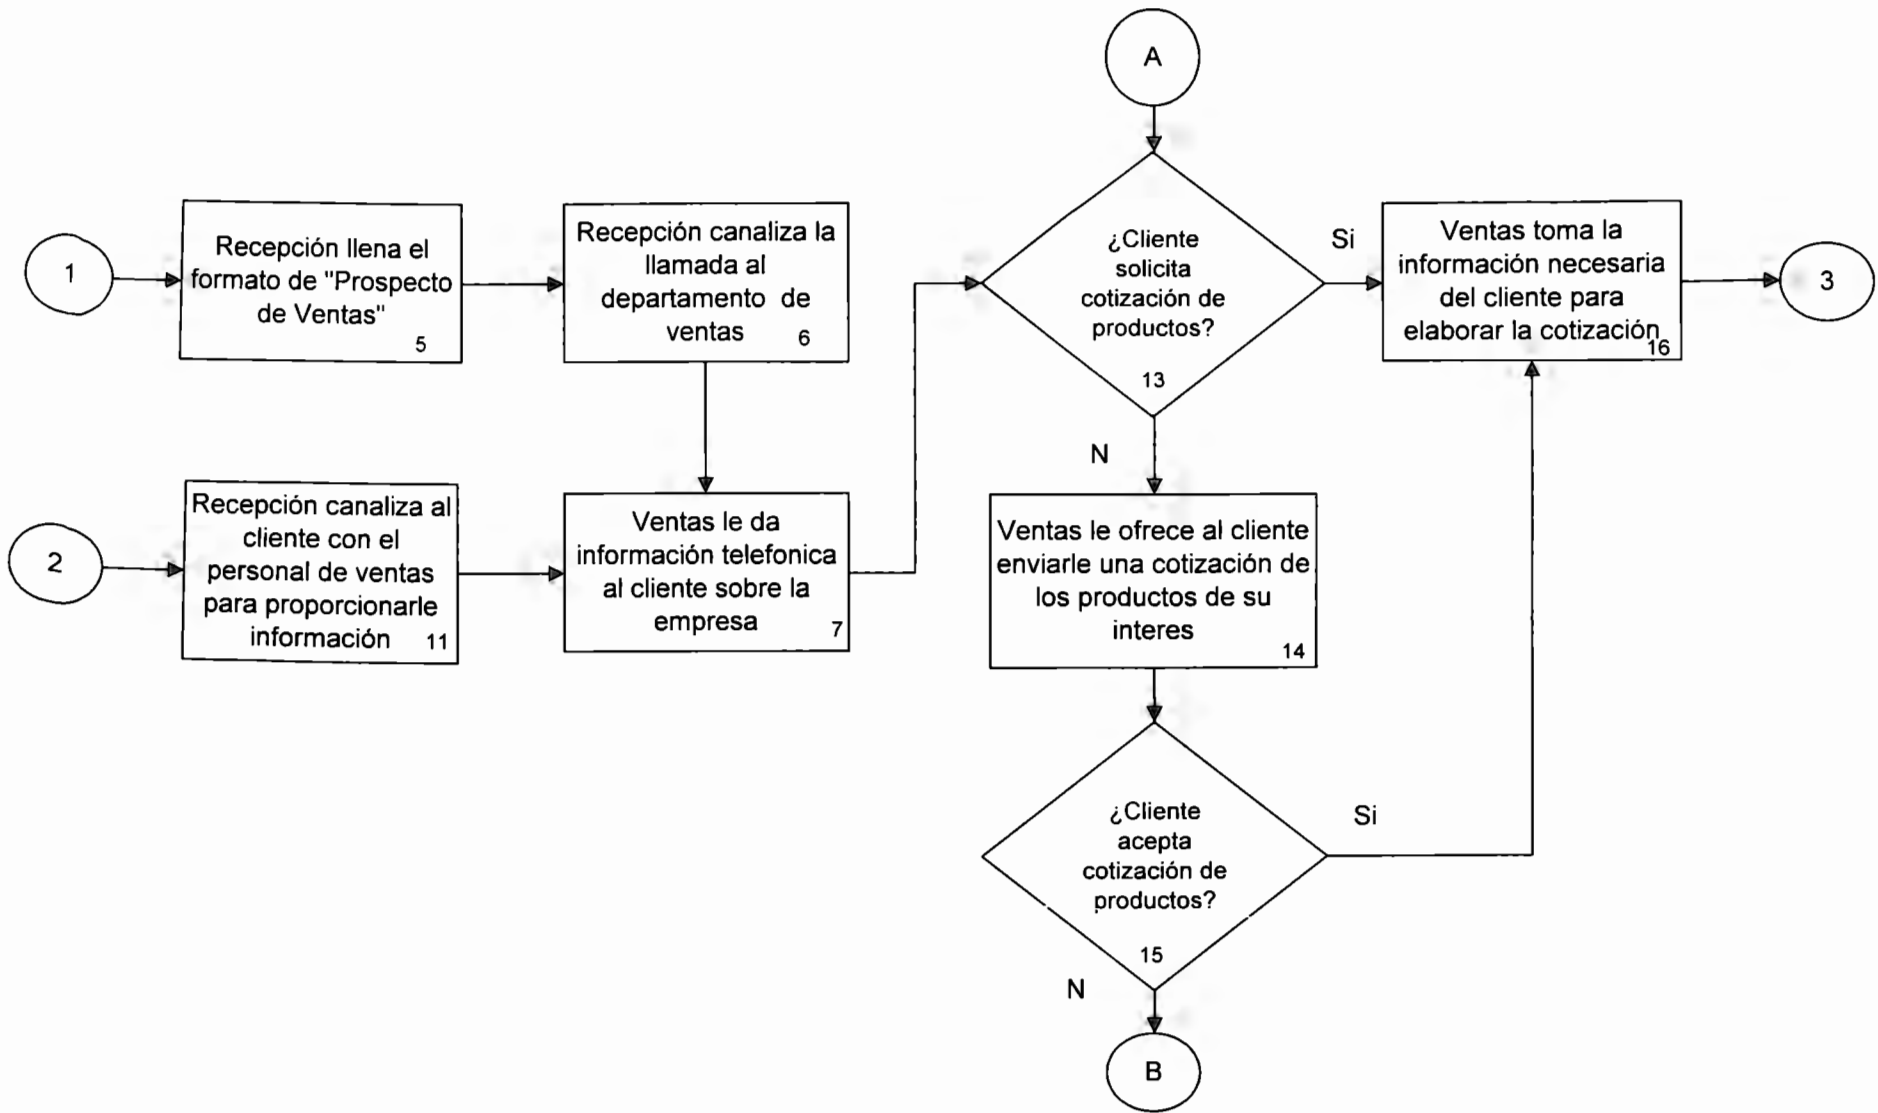 A
1
Recepción llena el
formato de "Prospecto
de Ventas"
5
Recepción canaliza la
llamada al
departamento de
ventas
6
¿Cliente
solicita
cotización de
productos?
13
Si
Ventas toma la
información necesaria
del cliente para
elaborar la cotización
16
3
N
2
Recepción canaliza al
cliente con el
personal de ventas
para proporcionarle
información
11
Ventas le da
información telefonica
al cliente sobre la
empresa
7
Ventas le ofrece al cliente
enviarle una cotización de
los productos de su
interes
14
¿Cliente
acepta
cotización de
productos?
15
Si
N
B